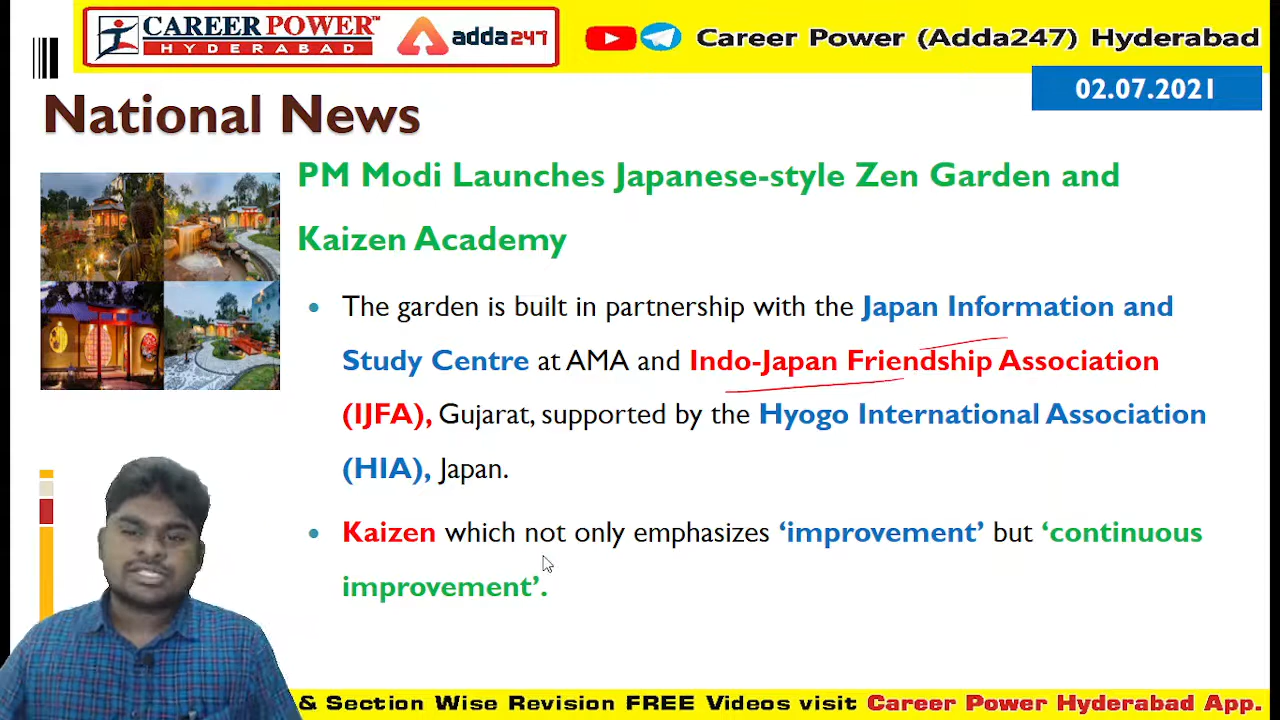 CAREER POWER™
HYDERABAD
adda247
Career Power (Adda247) Hyderabad
02.07.2021
National News
PM Modi Launches Japanese-style Zen Garden and
Kaizen Academy
• The garden is built in partnership with the Japan Information and
Study Centre at AMA and Indo-Japan Friendship Association
(IJFA), Gujarat, supported by the Hyogo International Association
(HIA), Japan.
• Kaizen which not only emphasizes ‘improvement’ but ‘continuous
improvement’.
& Section Wise Revision FREE Videos visit Career Power Hyderabad App.